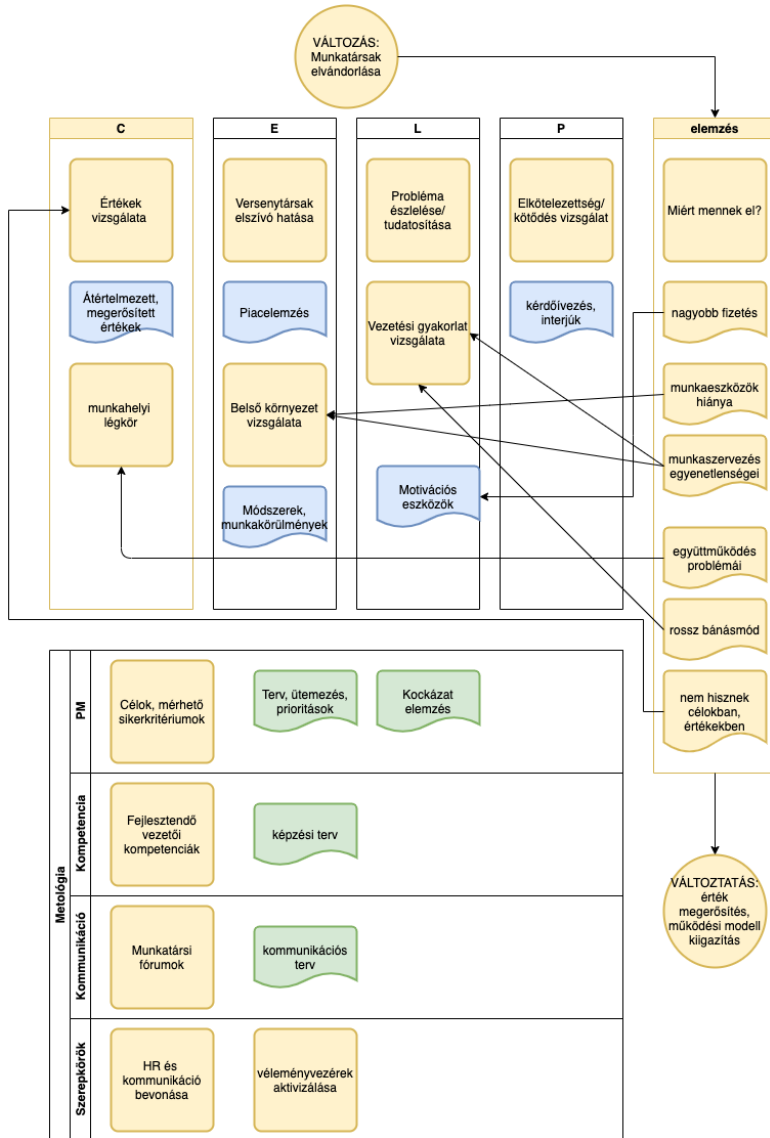 VÁLTOZÁS:
Munkatársak
elvándorlása
C
E
L
P
elemzés
Értékek
vizsgálata
Versenytársak
elszívó hatása
Probléma
észlelése/
tudatosítása
Elkötelezettség/
kötődés vizsgálat
Miért mennek el?
Átértelmezett,
megerősített
értékek
Piacelemzés
Vezetési gyakorlat
vizsgálata
kérdőívezés,
interjúk
nagyobb fizetés
munkahelyi
légkör
Belső környezet
vizsgálata
munkaeszközök
hiánya
munkaszervezés
egyenetlenségei
Módszerek,
munkakörülmények
Motivációs
eszközök
együttműködés
problémái
rossz bánásmód
nem hisznek
célokban,
értékekben
VÁLTOZTATÁS:
érték
megerősítés,
működési modell
kiigazítás
Metológia
PM
Célok, mérhető
sikerkritériumok
Terv, ütemezés,
prioritások
Kockázat
elemzés
Kompetencia
Fejlesztendő
vezetői
kompetenciák
képzési terv
Kommunikáció
Munkatársi
fórumok
kommunikációs
terv
Szerepkörök
HR és
kommunikáció
bevonása
véleményvezérek
aktivizálása